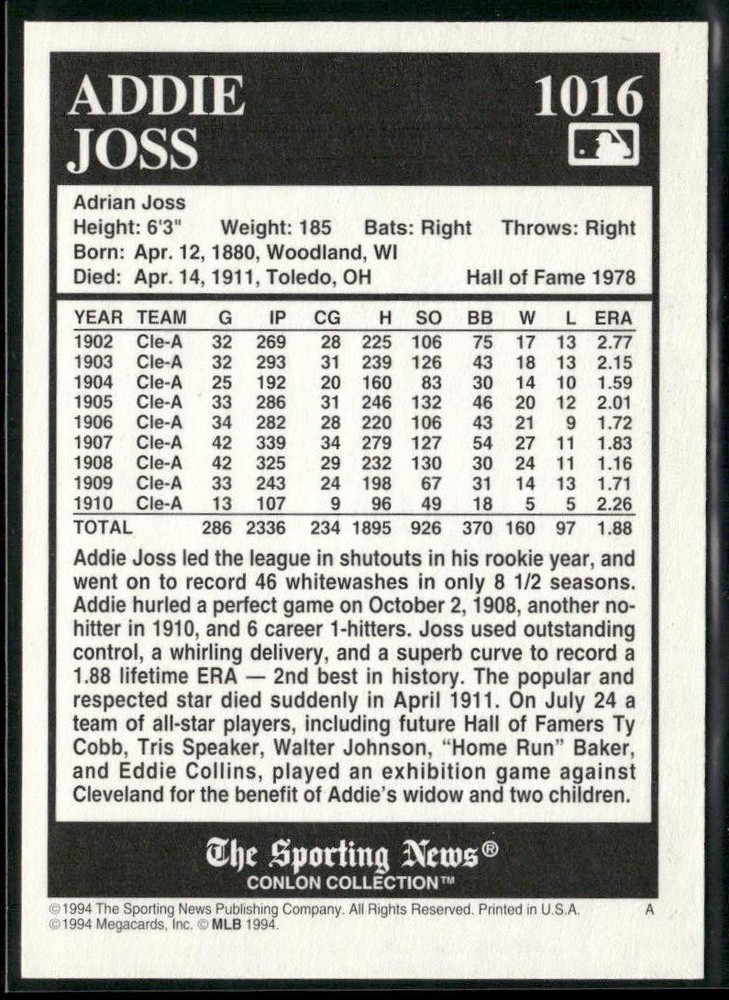 ADDIE 1016
JOSS
Adrian Joss
Height: 6'3" Weight: 185 Bats: Right Throws: Right
Born: Apr. 12, 1880, Woodland, WI
Died: Apr. 14, 1911, Toledo, OH Hall of Fame 1978
YEAR TEAM G IP CG H SO BB W L ERA
1902 Cle-A 32 269 28 225 106 75 17 13 2.77
1903 Cle-A 32 293 31 239 126 43 18 13 2.15
1904 Cle-A 25 192 20 160 83 30 14 10 1.59
1905 Cle-A 33 286 31 246 132 46 20 12 2.01
1906 Cle-A 34 282 28 220 106 43 21 9 1.72
1907 Cle-A 42 339 34 279 127 54 27 11 1.83
1908 Cle-A 42 325 29 232 130 30 24 11 1.16
1909 Cle-A 33 243 24 198 67 31 14 13 1.71
1910 Cle-A 13 107 9 96 49 18 5 5 2.26
TOTAL 286 2336 234 1895 926 370 160 97 1.88
Addie Joss led the league in shutouts in his rookie year, and
went on to record 46 whitewashes in only 8 1/2 seasons.
Addie hurled a perfect game on October 2, 1908, another no-
hitter in 1910, and 6 career 1-hitters. Joss used outstanding
control, a whirling delivery, and a superb curve to record a
1.88 lifetime ERA — 2nd best in history. The popular and
respected star died suddenly in April 1911. On July 24 a
team of all-star players, including future Hall of Famers Ty
Cobb, Tris Speaker, Walter Johnson, “Home Run” Baker,
and Eddie Collins, played an exhibition game against
Cleveland for the benefit of Addie's widow and two children.
The Sporting News®
CONLON COLLECTION™
©1994 The Sporting News Publishing Company. All Rights Reserved. Printed in U.S.A. A
©1994 Megacards, Inc. © MLB 1994.